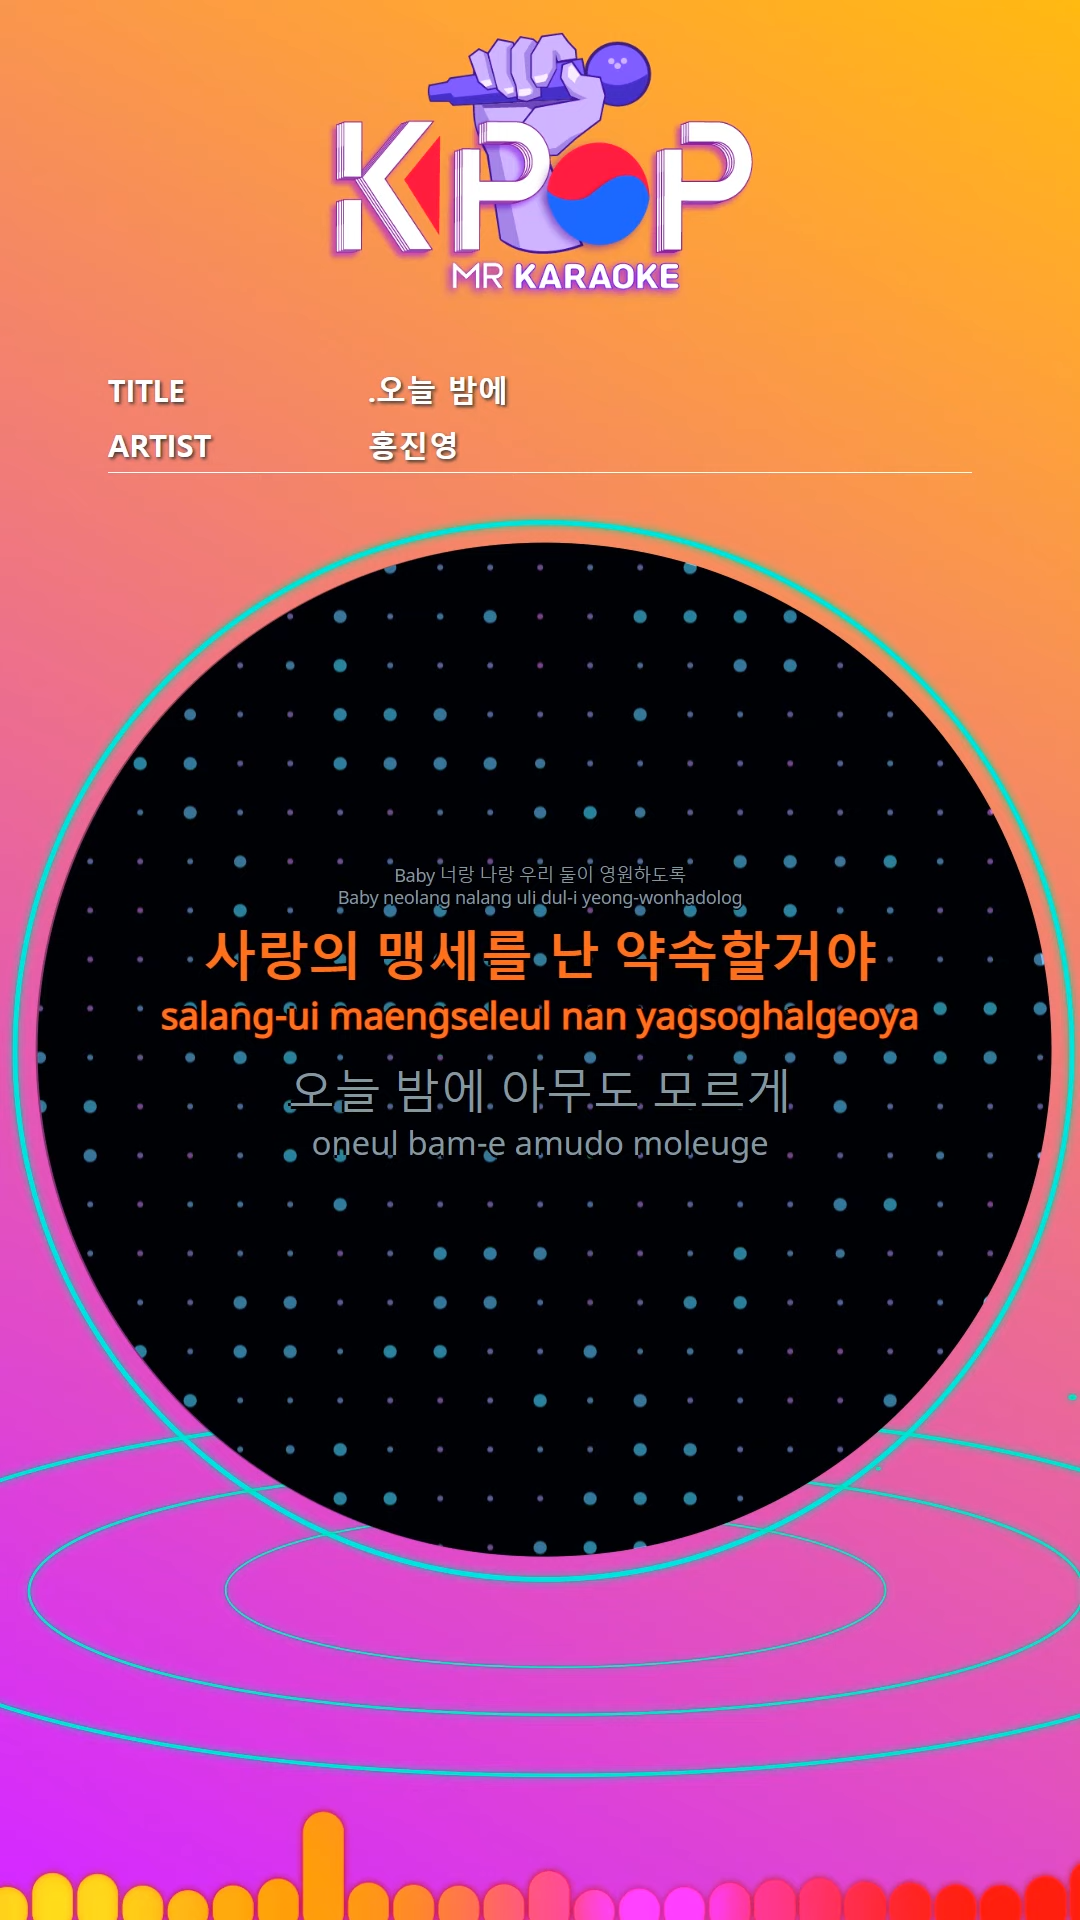 KPOP
MR KARAOKE
TITLE .오늘 밤에
ARTIST 홍진영
Baby 너랑 나랑 우리 둘이 영원하도록
Baby neolang nalang uli dul-i yeong-wonhadolog
사랑의 맹세를 난 약속할거야
salang-ui maengseleul nan yagsoghalgeoya
오늘 밤에 아무도 모르게
oneul bam-e amudo moleuge